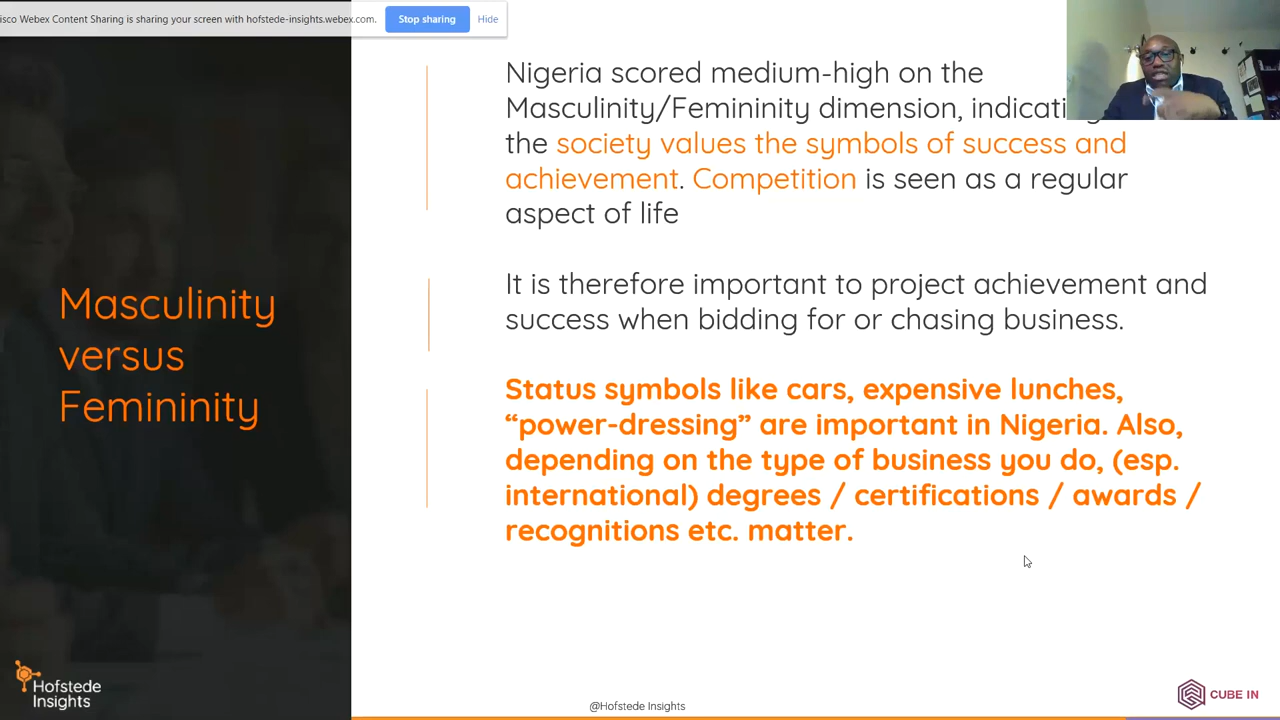 isco Webex Content Sharing is sharing your screen with hofstede-insights.webex.com.
Stop sharing
Hide
Masculinity
versus
Femininity
Nigeria scored medium-high on the
Masculinity/Femininity dimension,
the society values the symbols of success and
achievement. Competition is seen as a regular
aspect of life
It is therefore important to project achievement and
success when bidding for or chasing business.
Status symbols like cars, expensive lunches,
“power-dressing” are important in Nigeria. Also,
depending on the type of business you do, (esp.
international) degrees / certifications / awards /
recognitions etc. matter.
Hofstede
Insights
@Hofstede Insights
CUBE IN